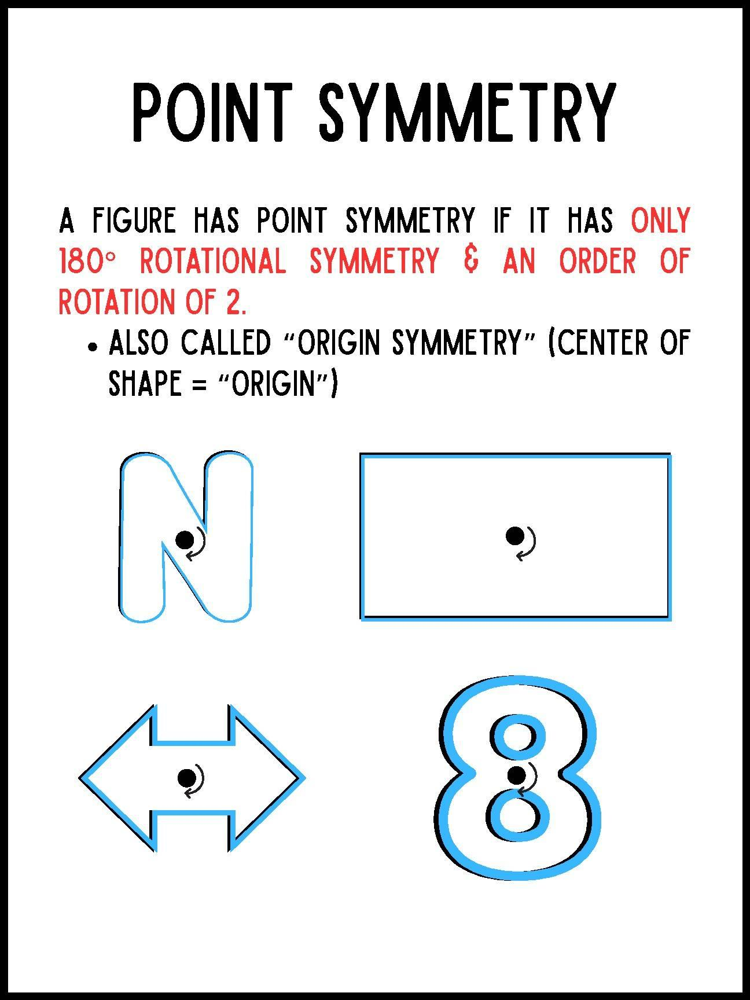 POINT SYMMETRY
A FIGURE HAS POINT SYMMETRY IF IT HAS ONLY
180° ROTATIONAL SYMMETRY & AN ORDER OF
ROTATION OF 2.
• ALSO CALLED “ORIGIN SYMMETRY” (CENTER OF
SHAPE = “ORIGIN”)
N
8